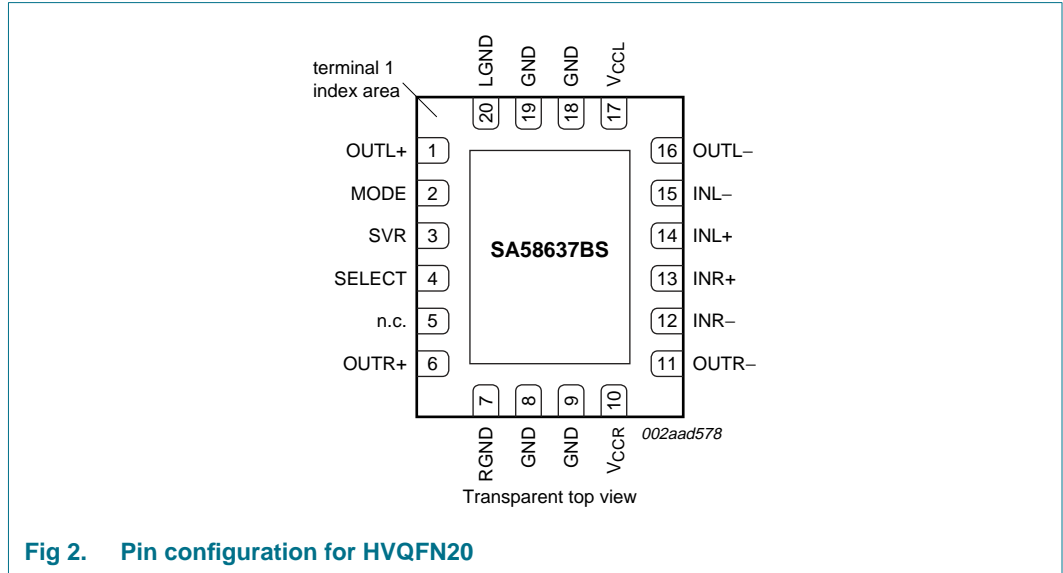 LGND
GND
GND
VCCL
terminal 1
index area
20
19
18
17
OUTL+ 1
16 OUTL−
MODE 2
15 INL−
SVR 3
14 INL+
SA58637BS
SELECT 4
13 INR+
n.c. 5
12 INR−
OUTR+ 6
11 OUTR−
7
8
9
10
RGND
GND
GND
VCCR
002aad578
Transparent top view
Fig 2. Pin configuration for HVQFN20